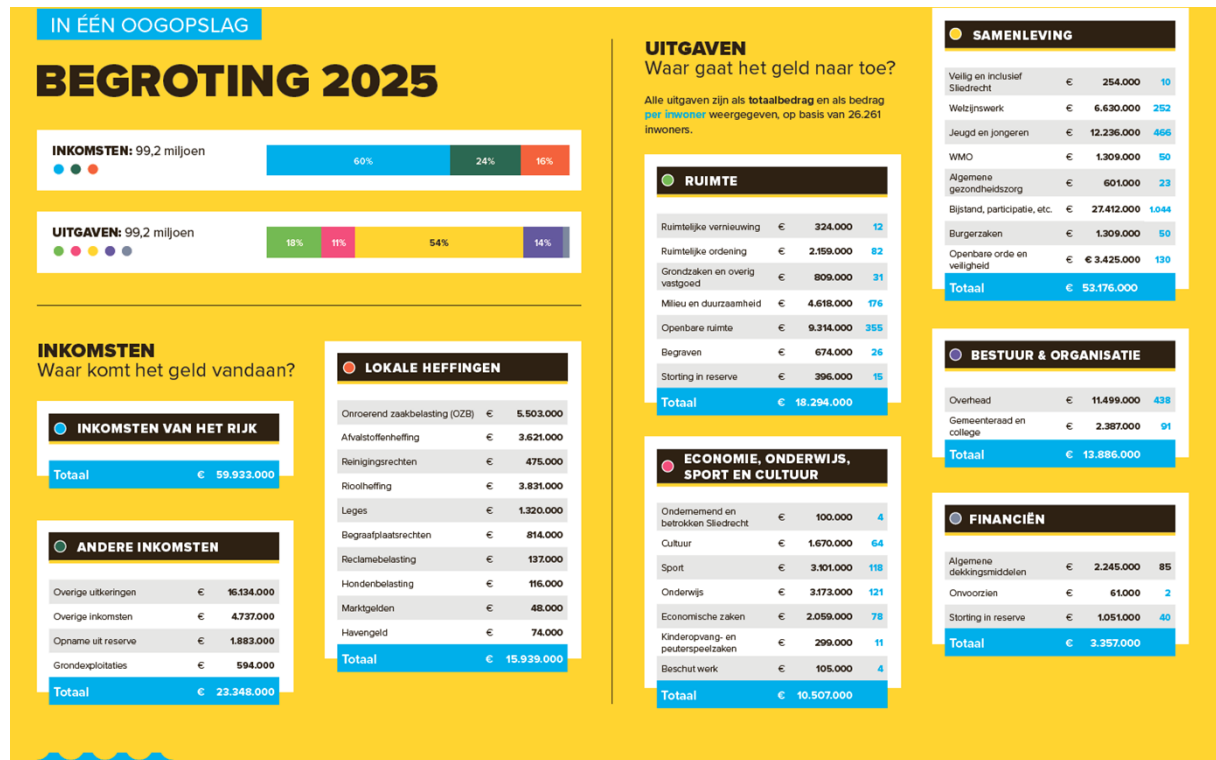 IN ÉÉN OOGOPSLAG
BEGROTING 2025
INKOMSTEN: 99,2 miljoen
60% 24% 16%
UITGAVEN: 99,2 miljoen
18% 11% 54% 14%
INKOMSTEN
Waar komt het geld vandaan?
INKOMSTEN VAN HET RIJK
Totaal € 59.933.000
ANDERE INKOMSTEN
Overige uitkeringen € 16.134.000
Overige inkomsten € 4.737.000
Opname uit reserve € 1.883.000
Grondexploitaties € 594.000
Totaal € 23.348.000
LOKALE HEFFINGEN
Onroerend zaakbelasting (OZB) € 5.503.000
Afvalstoffenheffing € 3.621.000
Reinigingsrechten € 475.000
Rioolheffing € 3.831.000
Leges € 1.320.000
Begraafplaatsrechten € 814.000
Reclamebelasting € 137.000
Hondenbelasting € 116.000
Marktgelden € 48.000
Havengeld € 74.000
Totaal € 15.939.000
UITGAVEN
Waar gaat het geld naar toe?
Alle uitgaven zijn als totaalbedrag en als bedrag
per inwoner weergegeven, op basis van 26.261
inwoners.
RUIMTE
Ruimtelijke vernieuwing € 324.000 12
Ruimtelijke ordening € 2.159.000 82
Grondzaken en overig
vastgoed € 809.000 31
Milieu en duurzaamheid € 4.618.000 176
Openbare ruimte € 9.314.000 355
Begraven € 674.000 26
Storting in reserve € 396.000 15
Totaal € 18.294.000
ECONOMIE, ONDERWIJS,
SPORT EN CULTUUR
Ondernemend en
betrokken Sliedrecht € 100.000 4
Cultuur € 1.670.000 64
Sport € 3.101.000 118
Onderwijs € 3.173.000 121
Economische zaken € 2.059.000 78
Kinderopvang- en
peuterspeelzaken € 299.000 11
Beschut werk € 105.000 4
Totaal € 10.507.000
SAMENLEVING
Veilig en inclusief
Sliedrecht € 254.000 10
Welzijnswerk € 6.630.000 252
Jeugd en jongeren € 12.236.000 466
WMO € 1.309.000 50
Algemene
gezondheidszorg € 601.000 23
Bijstand, participatie, etc. € 27.412.000 1.044
Burgerzaken € 1.309.000 50
Openbare orde en
veiligheid € € 3.425.000 130
Totaal € 53.176.000
BESTUUR & ORGANISATIE
Overhead € 11.499.000 438
Gemeenteraad en
college € 2.387.000 91
Totaal € 13.886.000
FINANCIËN
Algemene
dekkingsmiddelen € 2.245.000 85
Onvoorzien € 61.000 2
Storting in reserve € 1.051.000 40
Totaal € 3.357.000